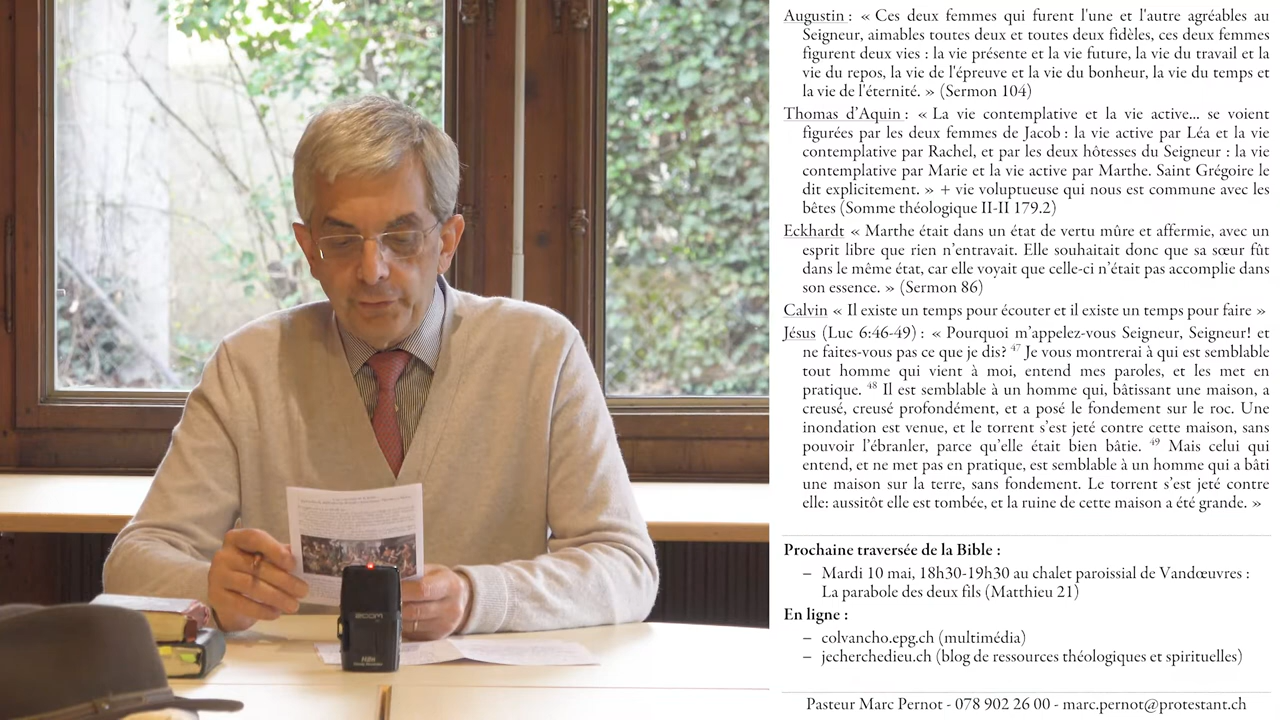 Augustin : « Ces deux femmes qui furent l'une et l'autre agréables au
Seigneur, aimables toutes deux et toutes deux fidèles, ces deux femmes
figurent deux vies : la vie présente et la vie future, la vie du travail et la
vie du repos, la vie de l'épreuve et la vie du bonheur, la vie du temps et
la vie de l'éternité. » (Sermon 104)
Thomas d’Aquin : « La vie contemplative et la vie active... se voient
figurées par les deux femmes de Jacob : la vie active par Léa et la vie
contemplative par Rachel, et par les deux hôtesses du Seigneur : la vie
contemplative par Marie et la vie active par Marthe. Saint Grégoire le
dit explicitement. » + vie voluptueuse qui nous est commune avec les
bêtes (Somme théologique II-II 179.2)
Eckhardt « Marthe était dans un état de vertu mûre et affermie, avec un
esprit libre que rien n’entravait. Elle souhaitait donc que sa sœur fût
dans le même état, car elle voyait que celle-ci n’était pas accomplie dans
son essence. » (Sermon 86)
Calvin « Il existe un temps pour écouter et il existe un temps pour faire »
Jésus (Luc 6:46-49) : « Pourquoi m’appelez-vous Seigneur, Seigneur! et
ne faites-vous pas ce que je dis? 47 Je vous montrerai à qui est semblable
tout homme qui vient à moi, entend mes paroles, et les met en
pratique. 48 Il est semblable à un homme qui, bâtissant une maison, a
creusé, creusé profondément, et a posé le fondement sur le roc. Une
inondation est venue, et le torrent s’est jeté contre cette maison, sans
pouvoir l’ébranler, parce qu’elle était bien bâtie. 49 Mais celui qui
entend, et ne met pas en pratique, est semblable à un homme qui a bâti
une maison sur la terre, sans fondement. Le torrent s’est jeté contre
elle: aussitôt elle est tombée, et la ruine de cette maison a été grande. »
Prochaine traversée de la Bible :
– Mardi 10 mai, 18h30-19h30 au chalet paroissial de Vandœuvres :
La parabole des deux fils (Matthieu 21)
En ligne :
– colvancho.epg.ch (multimédia)
– jecherchedieu.ch (blog de ressources théologiques et spirituelles)
Pasteur Marc Pernot - 078 902 26 00 - marc.pernot@protestant.ch
zoom